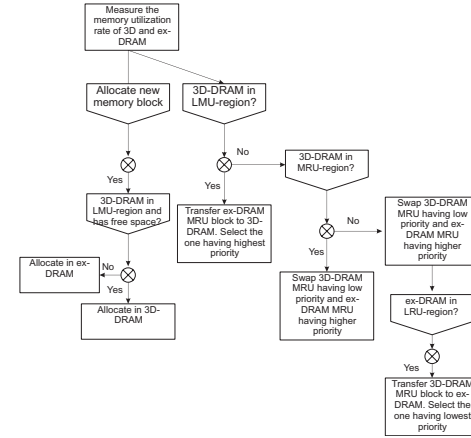 Measure the
memory utilization
rate of 3D and ex-
DRAM
Allocate new
memory block
3D-DRAM in
LMU-region?
No
Yes
Yes
3D-DRAM in
MRU-region?
3D-DRAM in
LMU-region and
has free space?
Transfer ex-DRAM
MRU block to 3D-
DRAM. Select the
one having highest
priority
No
Yes
Swap 3D-DRAM
MRU having low
priority and ex-
DRAM MRU
having higher
priority
Allocate in ex-
DRAM
No
Yes
Allocate in 3D-
DRAM
Swap 3D-DRAM
MRU having low
priority and ex-
DRAM MRU
having higher
priority
ex-DRAM in
LRU-region?
Yes
Transfer 3D-DRAM
MRU block to ex-
DRAM. Select the
one having lowest
priority